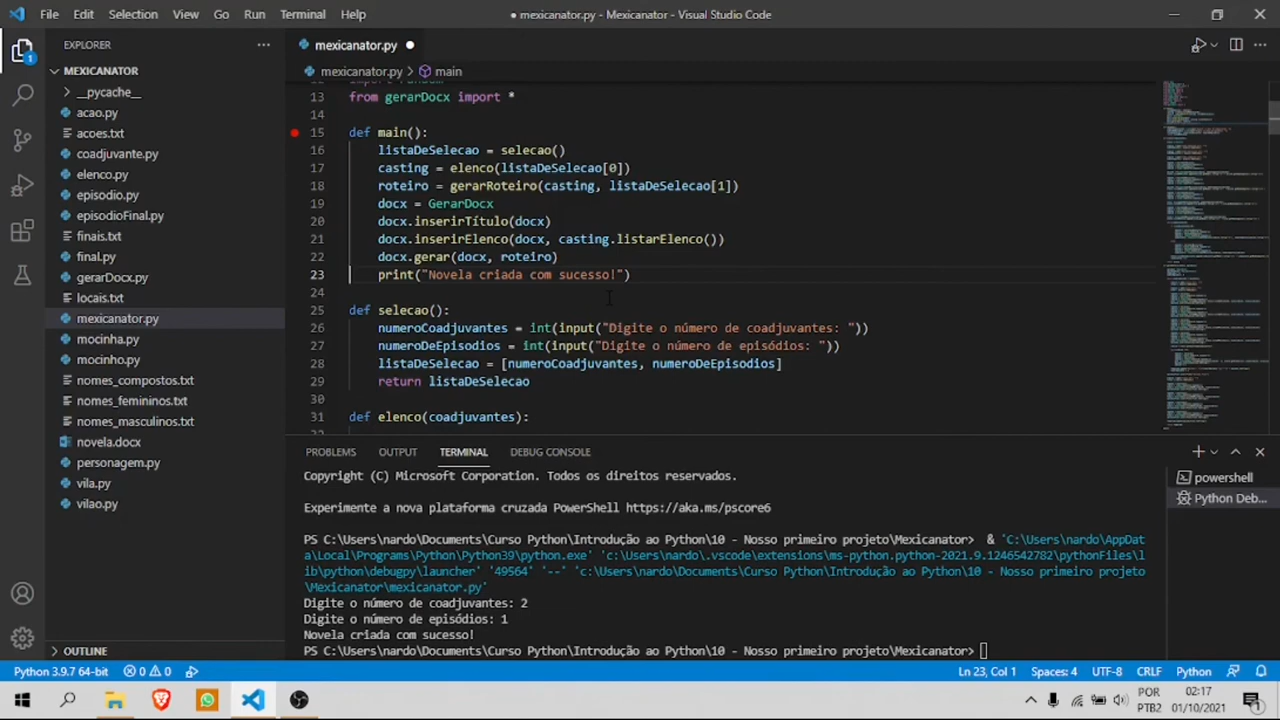 File Edit Selection View Go Run Terminal Help
● mexicanator.py - Mexicanator - Visual Studio Code
EXPLORER
MEXICANATOR
__pycache__
acao.py
acoes.txt
coadjuvante.py
elenco.py
episodio.py
episodioFinal.py
finais.txt
final.py
gerarDocx.py
locais.txt
mexicanator.py
mocinha.py
mocinho.py
nomes_compostos.txt
nomes_femininos.txt
nomes_masculinos.txt
novela.docx
personagem.py
vila.py
vilao.py
OUTLINE
mexicanator.py ●
mexicanator.py > main
13 from gerarDocx import *
14
15 def main():
16 listaDeSelecao = selecao()
17 casting = elenco(listaDeSelecao[0])
18 roteiro = gerarRoteiro(casting, listaDeSelecao[1])
19 docx = GerarDocx
20 docx.inserirTitulo(docx)
21 docx.inserirElenco(docx, casting.listarElenco())
22 docx.gerar(docx)
23 print("Novela criada com sucesso!")
24
25 def selecao():
26 numeroCoadjuvantes = int(input("Digite o número de coadjuvantes: "))
27 numeroDeEpisodios = int(input("Digite o número de episódios: "))
28 listaDeSelecao = [numeroCoadjuvantes, numeroDeEpisodios]
29 return listaDeSelecao
30
31 def elenco(coadjuvantes):
PROBLEMS OUTPUT TERMINAL DEBUG CONSOLE
powershell
Python Deb...
Copyright (C) Microsoft Corporation. Todos os direitos reservados.
Experimente a nova plataforma cruzada PowerShell https://aka.ms/pscore6
PS C:\Users\nardo\Documents\Curso Python\Introdução ao Python\10 - Nosso primeiro projeto\Mexicanator> & 'C:\Users\nardo\AppDat
a\Local\Programs\Python\Python39\python.exe' 'c:\Users\nardo\.vscode\extensions\ms-python.python-2021.9.1246542782\pythonFiles\l
ib\python\debugpy\launcher' '49564' '--' 'c:\Users\nardo\Documents\Curso Python\Introdução ao Python\10 - Nosso primeiro projeto
\Mexicanator\mexicanator.py'
Digite o número de coadjuvantes: 2
Digite o número de episódios: 1
Novela criada com sucesso!
PS C:\Users\nardo\Documents\Curso Python\Introdução ao Python\10 - Nosso primeiro projeto\Mexicanator>
Python 3.9.7 64-bit 0 0 Ln 23, Col 1 Spaces: 4 UTF-8 CRLF Python
POR
PTB2
02:17
01/10/2021